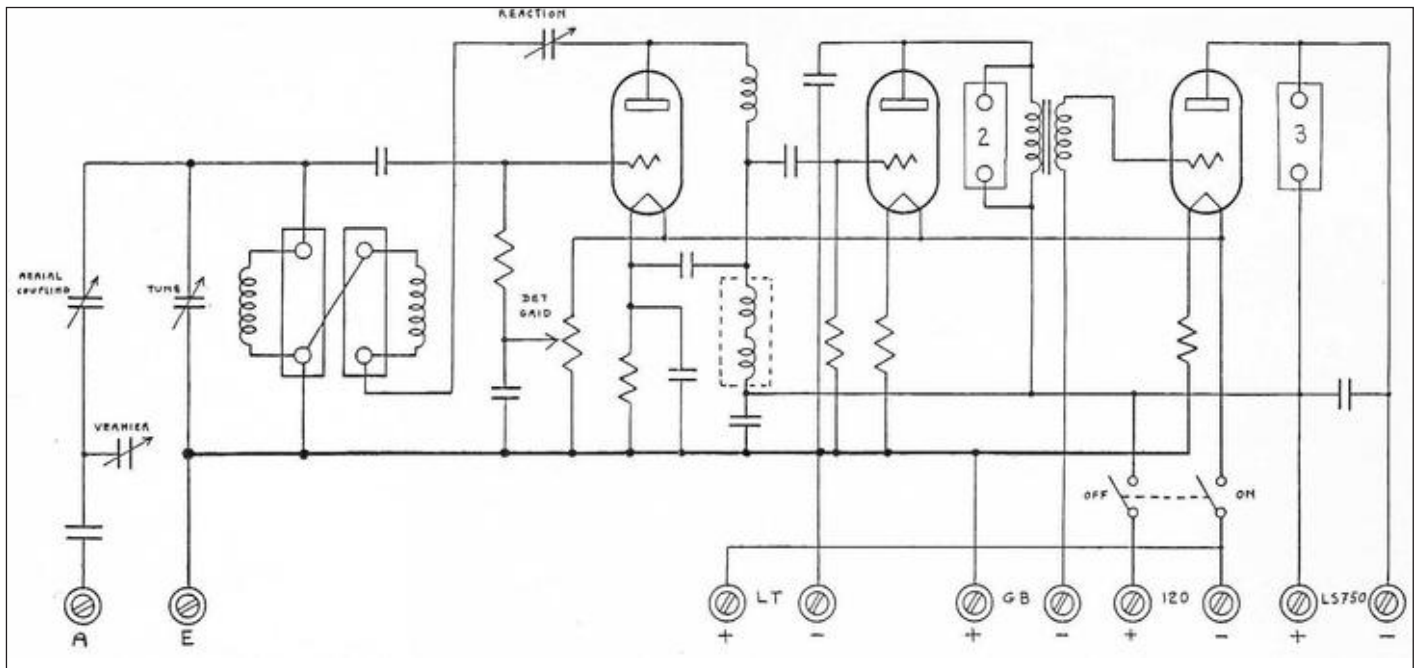 REACTION
2
3
AERIAL
COUPLING
TUNE
DET
GRID
VERNIER
OFF
ON
A
E
LT
GB
120
LS750
+
-
+
-
+
-
+
-